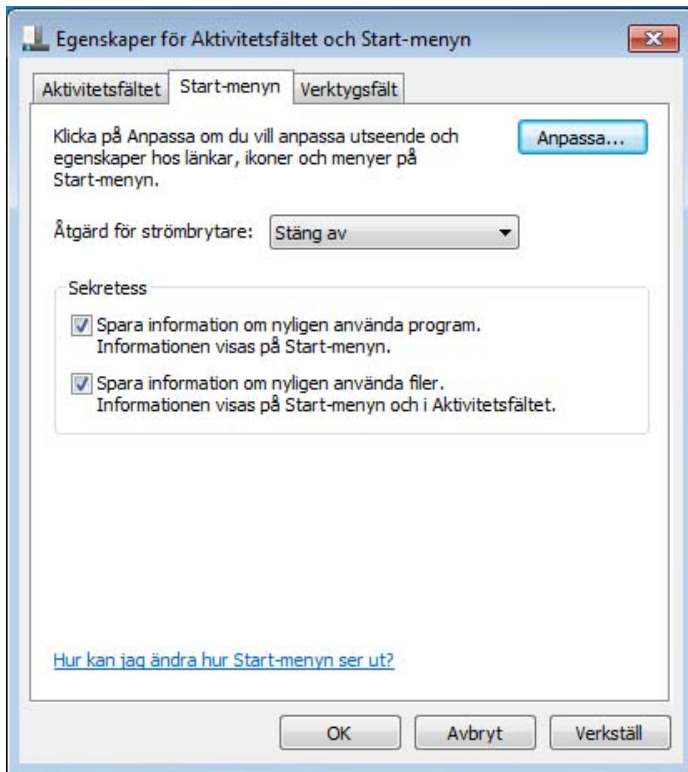 Egenskaper för Aktivitetsfältet och Start-menyn
Aktivitetsfältet Start-menyn Verktygsfält
Klicka på Anpassa om du vill anpassa utseende och
egenskaper hos länkar, ikoner och menyer på
Start-menyn.
Anpassa...
Åtgärd för strömbrytare: Stäng av
Sekretess
Spara information om nyligen använda program.
Informationen visas på Start-menyn.
Spara information om nyligen använda filer.
Informationen visas på Start-menyn och i Aktivitetsfältet.
Hur kan jag ändra hur Start-menyn ser ut?
OK Avbryt Verkställ